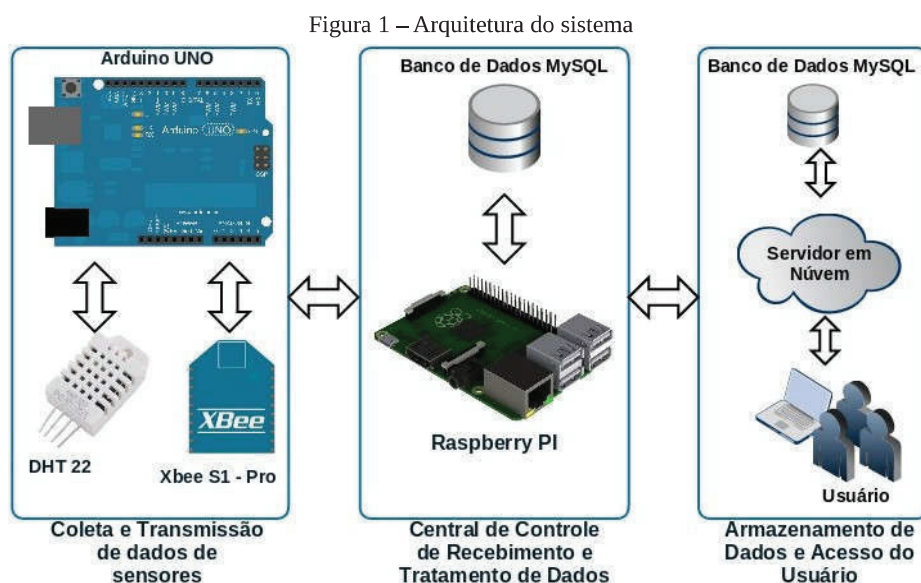 Figura 1 – Arquitetura do sistema
Arduino UNO
Arduino UNO
DHT 22
XBee
Xbee S1 - Pro
Coleta e Transmissão
de dados de
sensores
Banco de Dados MySQL
Raspberry PI
Central de Controle
de Recebimento e
Tratamento de Dados
Banco de Dados MySQL
Servidor em
Núvem
Usuário
Armazenamento de
Dados e Acesso do
Usuário